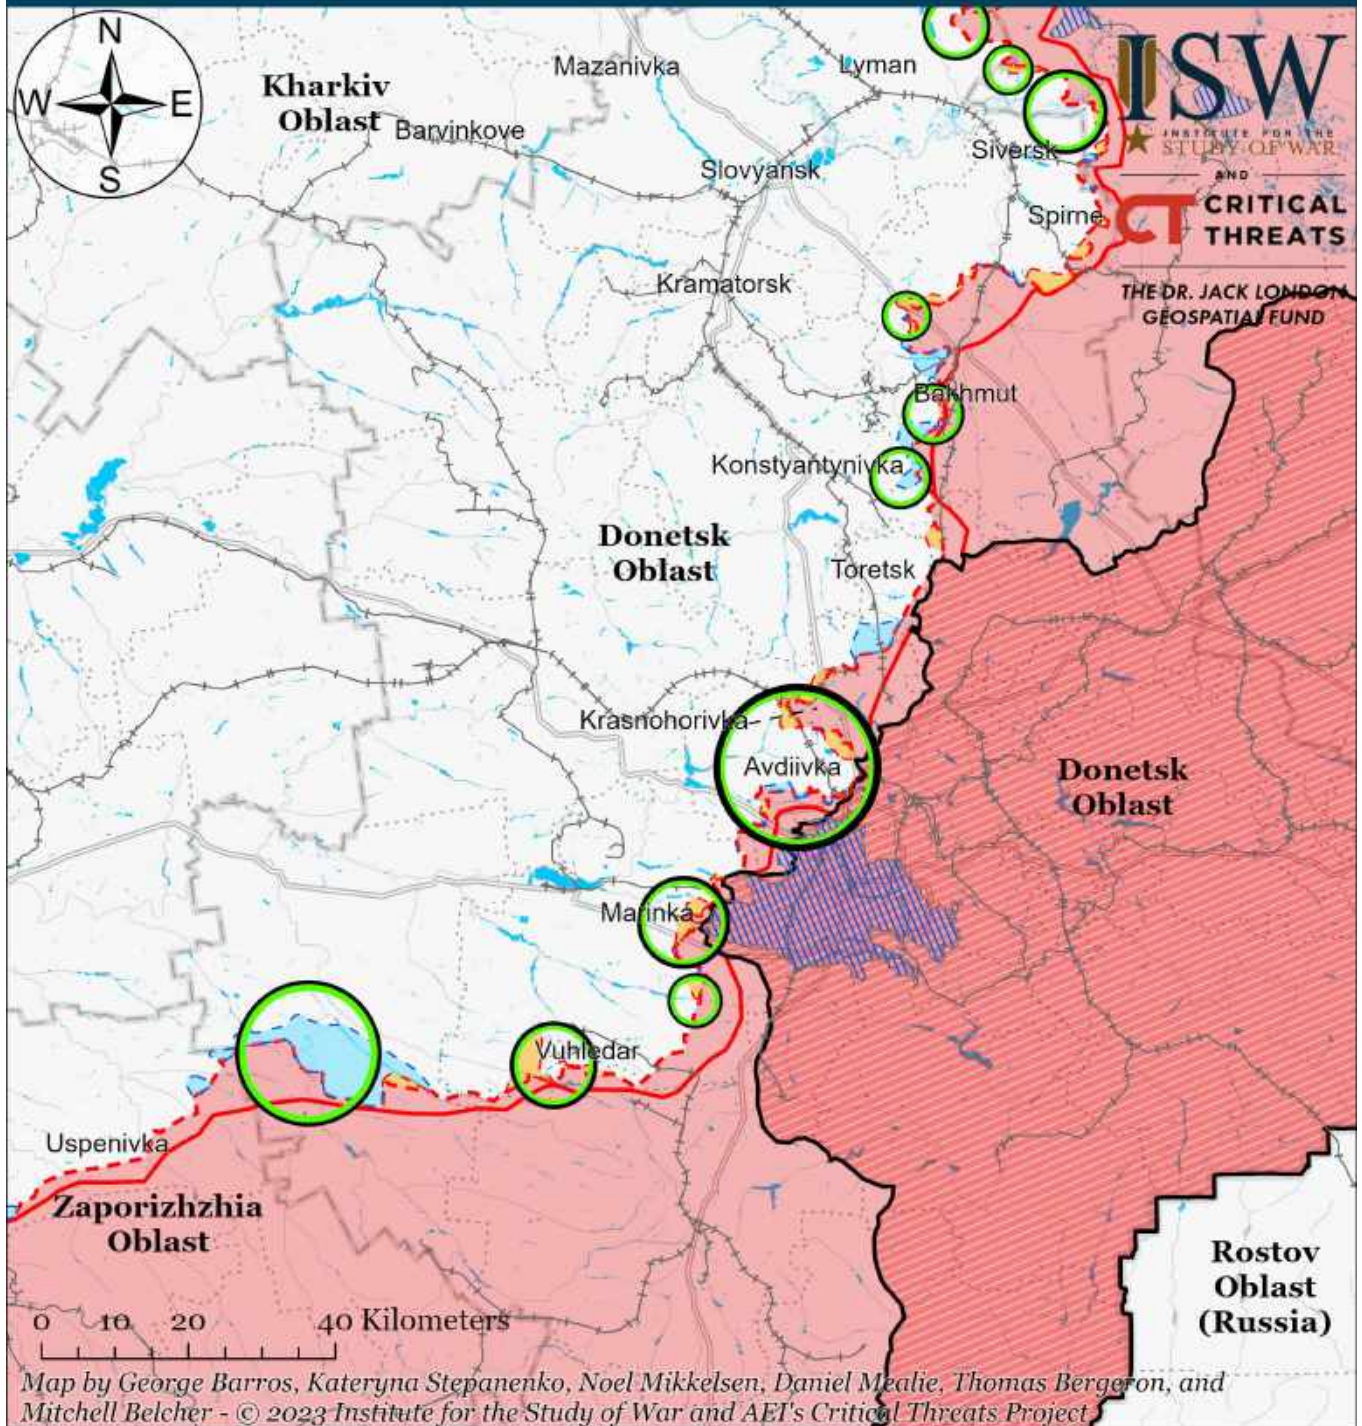 N
W
E
S
Kharkiv
Oblast
Mazanivka
Lyman
Barvinkove
Slovyansk
Siversk
Spirne
Kramatorsk
ISW
INSTITUTE FOR THE
STUDY OF WAR
AND
CT CRITICAL
THREATS
THE DR. JACK LONDON
GEOSPATIAL FUND
Bakhmut
Konstyantynivka
Donetsk
Oblast
Toretsk
Krasnohorivka
Avdiivka
Donetsk
Oblast
Marinka
Vuhledar
Uspenivka
Zaporizhzhia
Oblast
Rostov
Oblast
(Russia)
0 10 20 40 Kilometers
Map by George Barros, Kateryna Stepanenko, Noel Mikkelsen, Daniel Mealie, Thomas Bergeron, and
Mitchell Belcher - © 2023 Institute for the Study of War and AEI's Critical Threats Project